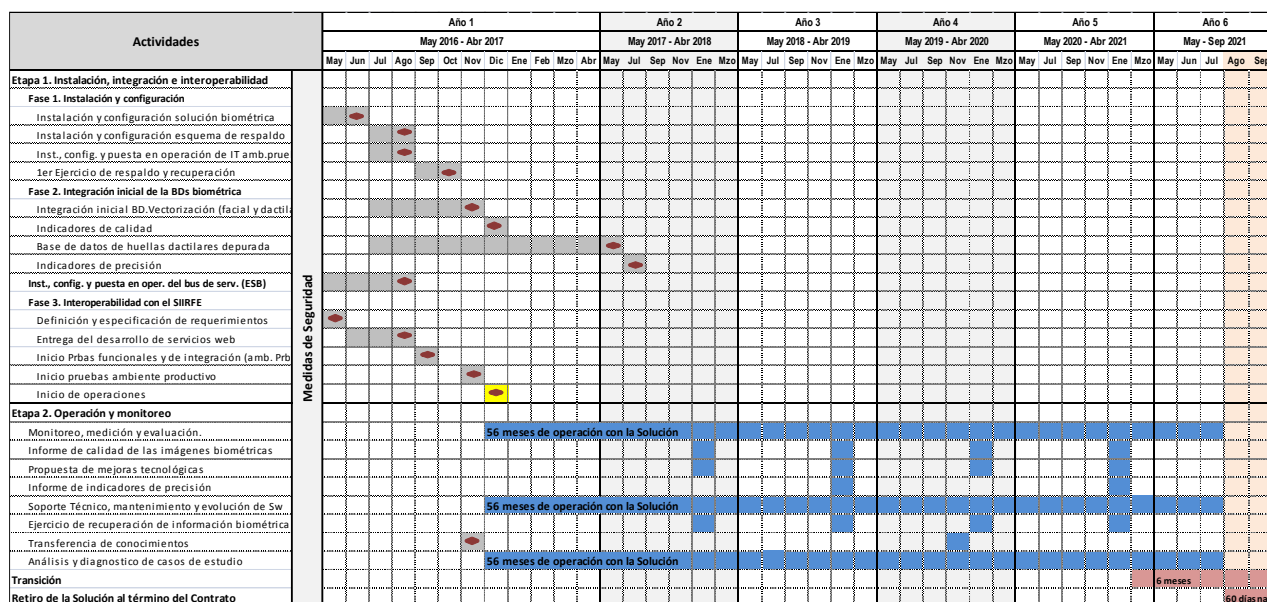 Actividades
Año 1 Año 2 Año 3 Año 4 Año 5 Año 6
May 2016 - Abr 2017 May 2017 - Abr 2018 May 2018 - Abr 2019 May 2019 - Abr 2020 May 2020 - Abr 2021 May - Sep 2021
May Jun Jul Ago Sep Oct Nov Dic Ene Feb Mzo Abr May Jul Sep Nov Ene Mzo May Jul Sep Nov Ene Mzo May Jul Sep Nov Ene Mzo May Jul Sep Nov Ene Mzo May Jun Jul Ago Sep
Etapa 1. Instalación, integración e interoperabilidad
Fase 1. Instalación y configuración
Instalación y configuración solución biométrica
Instalación y configuración esquema de respaldo
Inst., config. y puesta en operación de IT amb.prue
1er Ejercicio de respaldo y recuperación
Fase 2. Integración inicial de la BDs biométrica
Integración inicial BD.Vectorización (facial y dactila
Indicadores de calidad
Base de datos de huellas dactilares depurada
Indicadores de precisión
Inst., config. y puesta en oper. del bus de serv. (ESB)
Fase 3. Interoperabilidad con el SIIRFE
Definición y especificación de requerimientos
Entrega del desarrollo de servicios web
Inicio Prbas funcionales y de integración (amb. Prb
Inicio pruebas ambiente productivo
Inicio de operaciones
Medidas de Seguridad
Etapa 2. Operación y monitoreo
Monitoreo, medición y evaluación. 56 meses de operación con la Solución
Informe de calidad de las imágenes biométricas
Propuesta de mejoras tecnológicas
Informe de indicadores de precisión
Soporte Técnico, mantenimiento y evolución de Sw 56 meses de operación con la Solución
Ejercicio de recuperación de información biométrica
Transferencia de conocimientos
Análisis y diagnostico de casos de estudio 56 meses de operación con la Solución
Transición 6 meses
Retiro de la Solución al término del Contrato 60 días na